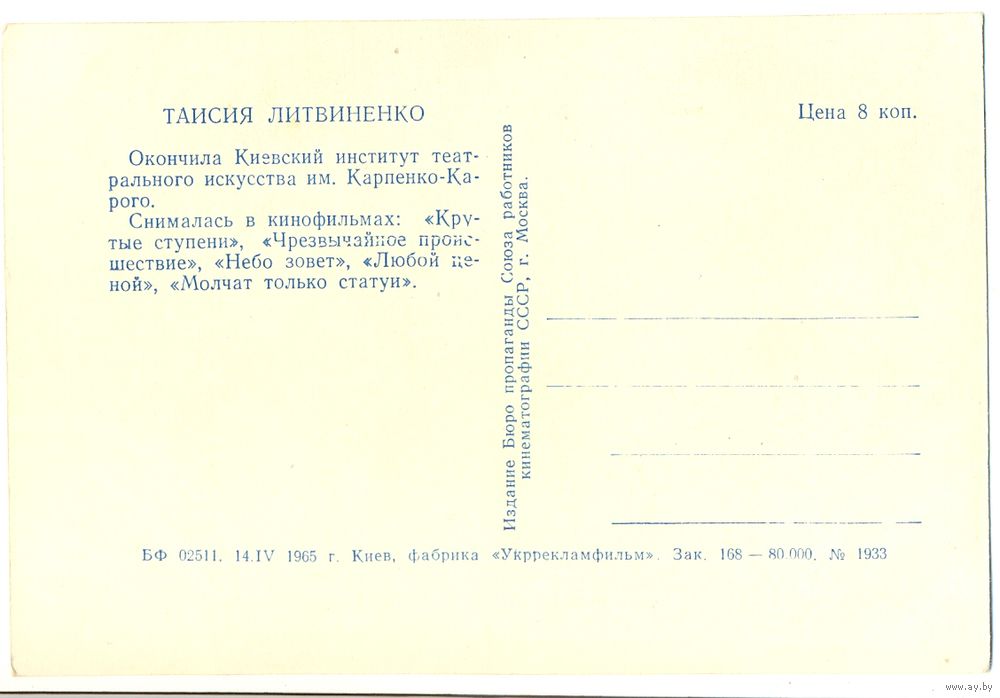 ТАИСИЯ ЛИТВИНЕНКО
Окончила Киевский институт теат-
рального искусства им. Карпенко-Ка-
рого.
Снималась в кинофильмах: «Кру-
тые ступени», «Чрезвычайное проис-
шествие», «Небо зовет», «Любой це-
ной», «Молчат только статуи».
Издание Бюро пропаганды Союза работников
кинематографии СССР, г. Москва.
Цена 8 коп.
БФ 02511. 14.IV 1965 г. Киев, фабрика «Укррекламфильм». Зак. 168 — 80.000. № 1933
www.ay.by